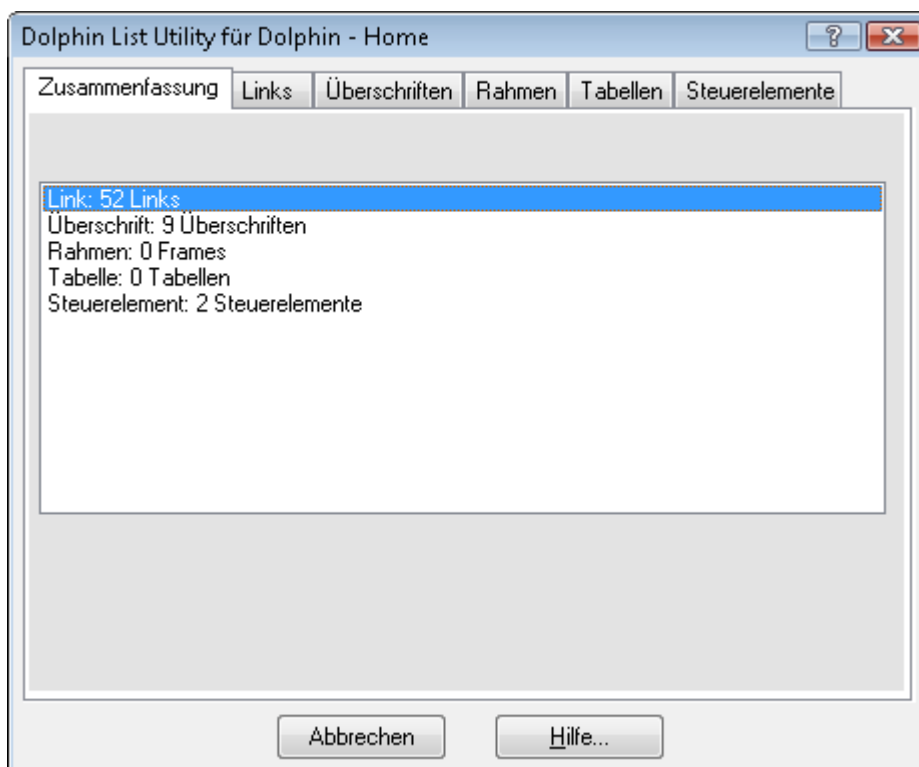 Dolphin List Utility für Dolphin - Home
Zusammenfassung Links Überschriften Rahmen Tabellen Steuerelemente
Link: 52 Links
Überschrift: 9 Überschriften
Rahmen: 0 Frames
Tabelle: 0 Tabellen
Steuerelement: 2 Steuerelemente
Abbrechen Hilfe...